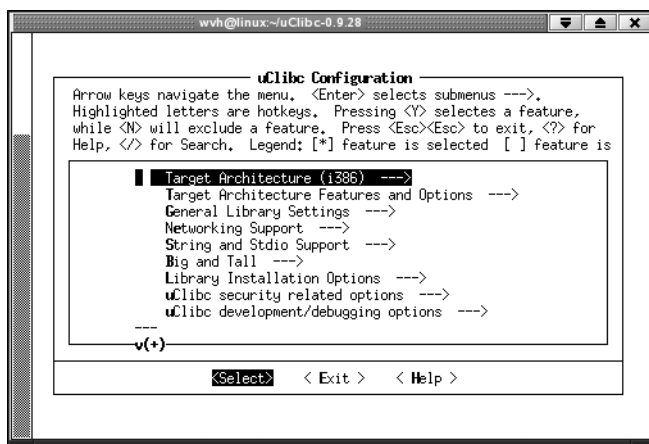 wvh@linux:~/uClibc-0.9.28
uClibc Configuration
Arrow keys navigate the menu. <Enter> selects submenus --->.
Highlighted letters are hotkeys. Pressing <Y> selectes a feature,
while <N> will exclude a feature. Press <Esc><Esc> to exit, <?> for
Help, </> for Search. Legend: [*] feature is selected [ ] feature is
Target Architecture (i386) --->
Target Architecture Features and Options --->
General Library Settings --->
Networking Support --->
String and Stdio Support --->
Big and Tall --->
Library Installation Options --->
uClibc security related options --->
uClibc development/debugging options --->
---
v(+)
<Select> < Exit > < Help >